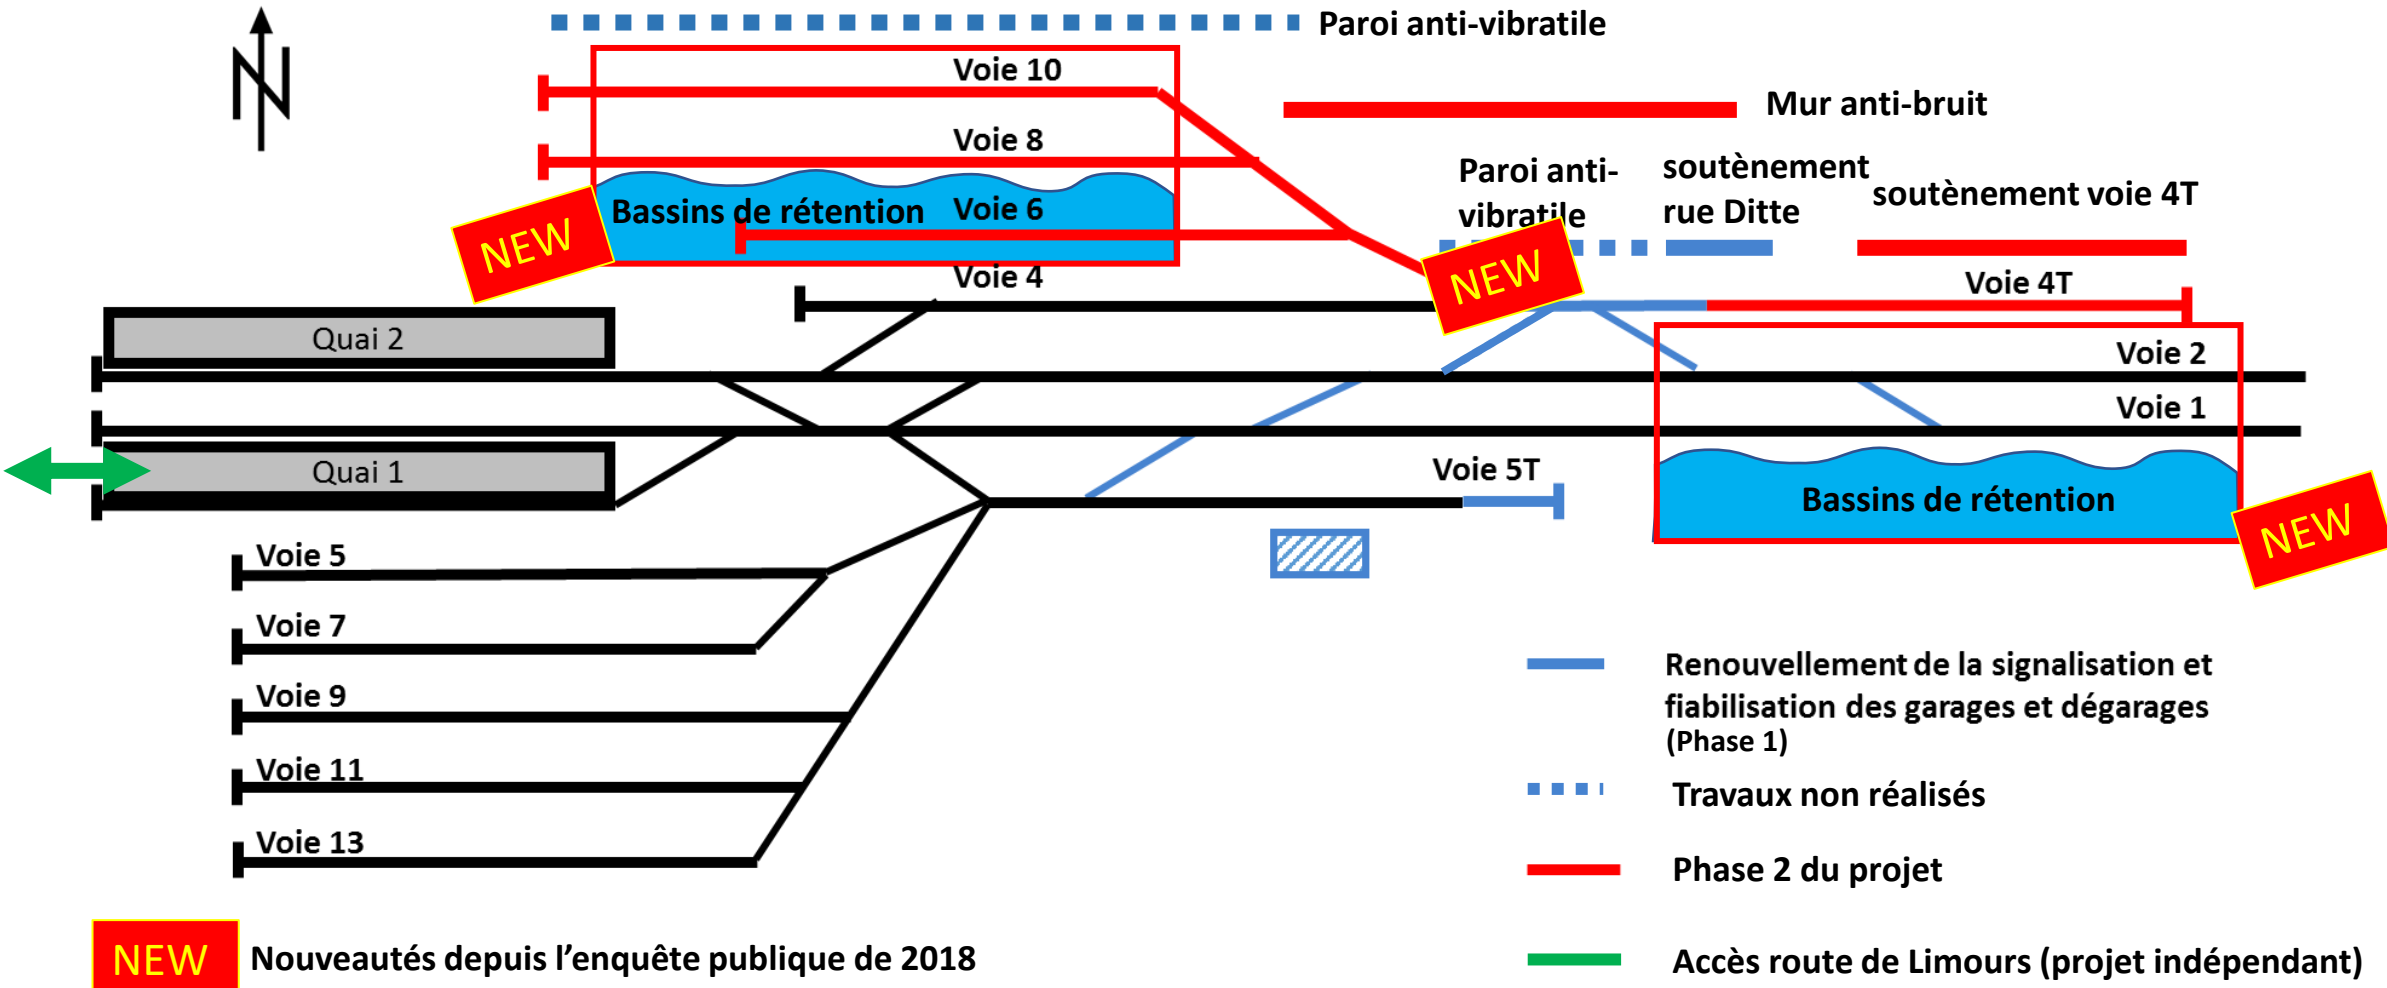 N
Paroi anti-vibratile
Voie 10
Mur anti-bruit
Voie 8
Paroi anti-
vibratile
soutènement
rue Ditte
soutènement voie 4T
Bassins de rétention
Voie 6
NEW
NEW
Voie 4
Voie 4T
Quai 2
Voie 2
Voie 1
Quai 1
Voie 5T
Bassins de rétention
NEW
Voie 5
Voie 7
Voie 9
Voie 11
Voie 13
Renouvellement de la signalisation et
fiabilisation des garages et dégarages
(Phase 1)
Travaux non réalisés
Phase 2 du projet
NEW Nouveautés depuis l’enquête publique de 2018
Accès route de Limours (projet indépendant)